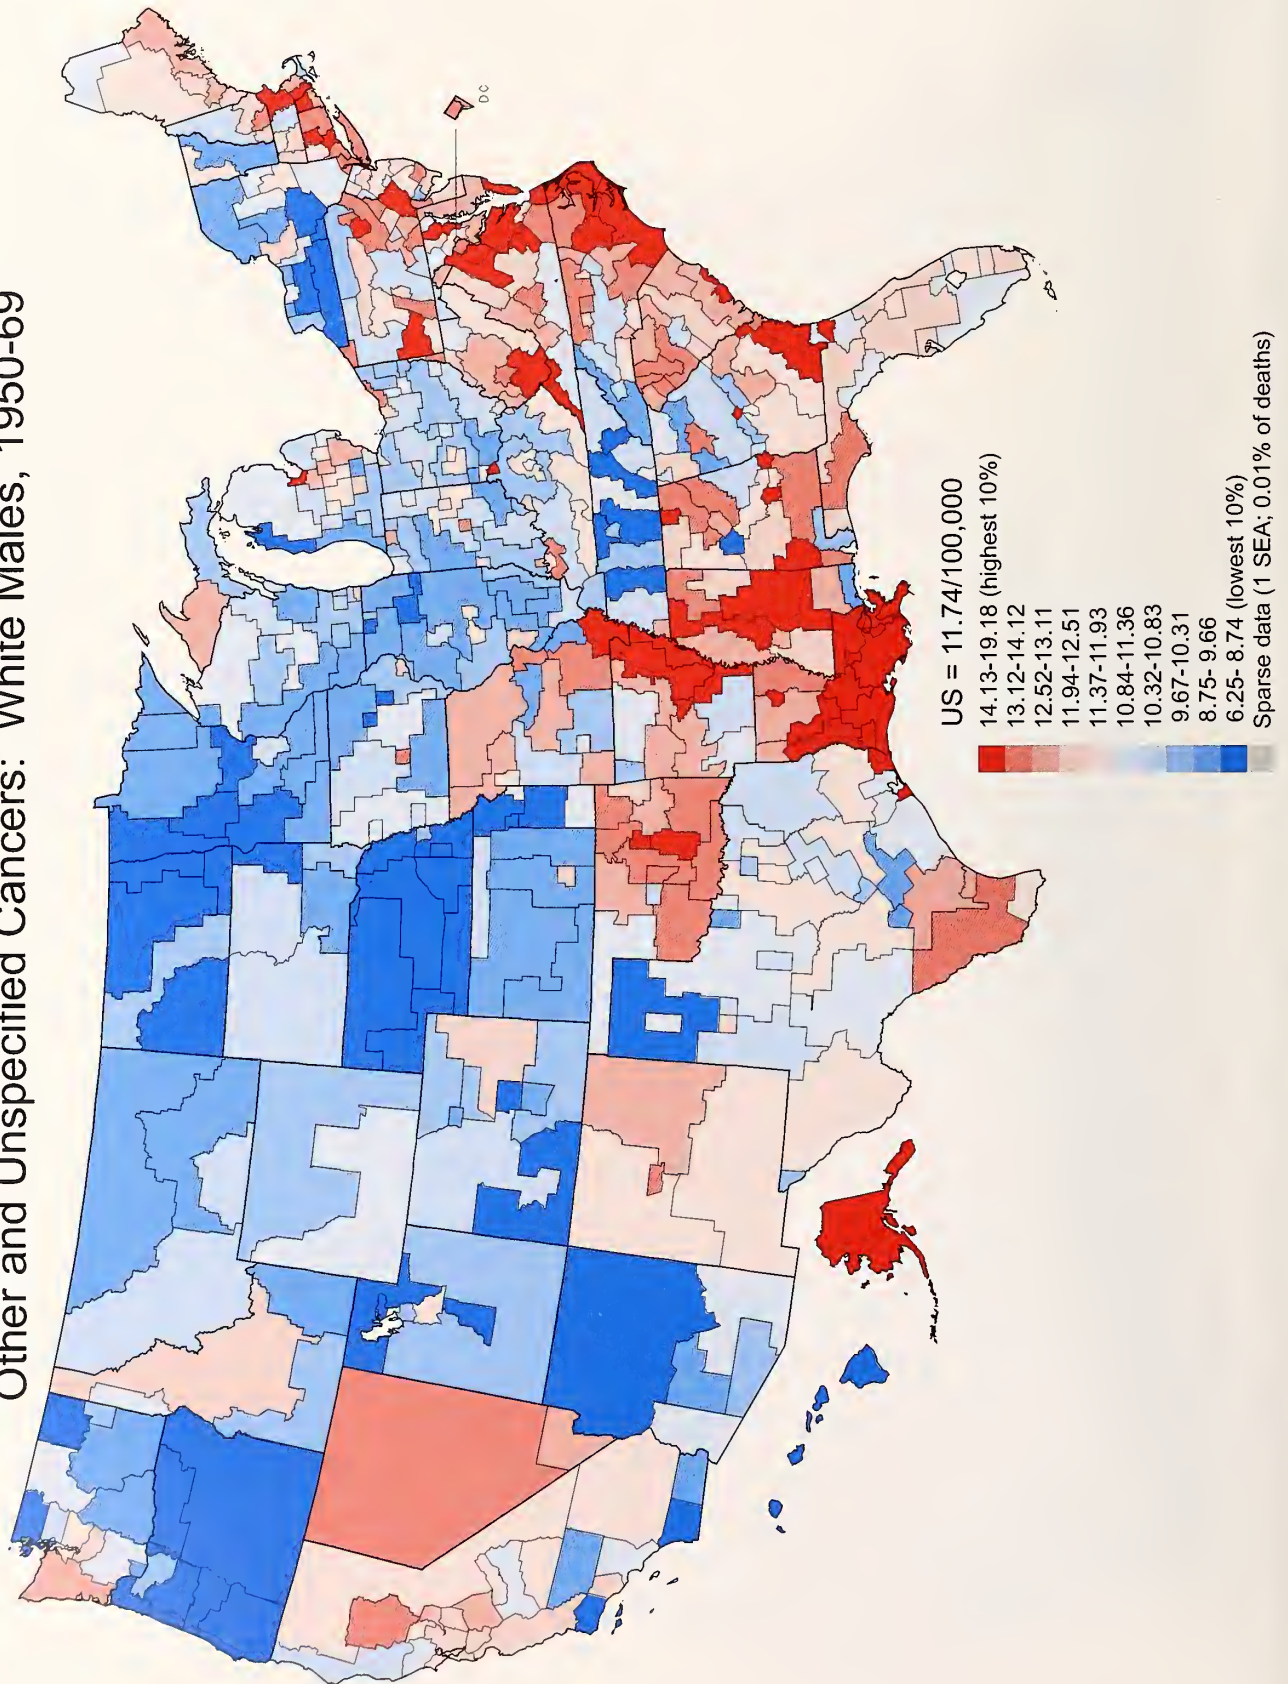 Other and Unspecified Cancers: White Males, 1950-69
DC
US = 11.74/100,000
14.13-19.18 (highest 10%)
13.12-14.12
12.52-13.11
11.94-12.51
11.37-11.93
10.84-11.36
10.32-10.83
9.67-10.31
8.75- 9.66
6.25- 8.74 (lowest 10%)
Sparse data (1 SEA; 0.01% of deaths)